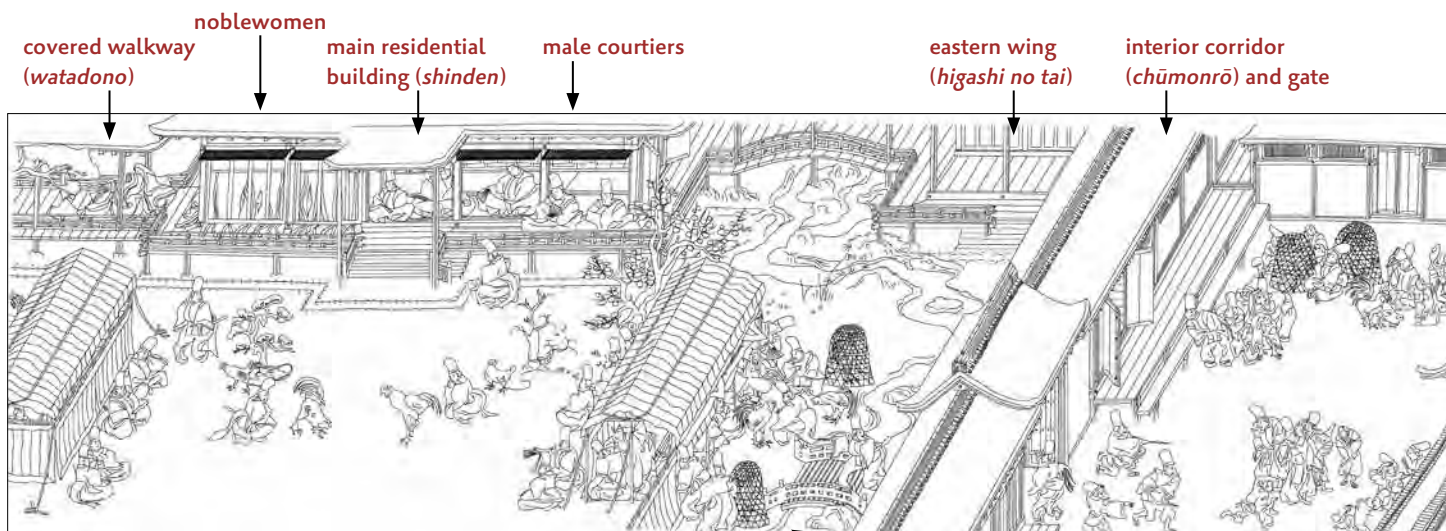 noblewomen
covered walkway
(watadono)
main residential
building (shinden)
male courtiers
eastern wing
(higashi no tai)
interior corridor
(chūmonrō) and gate